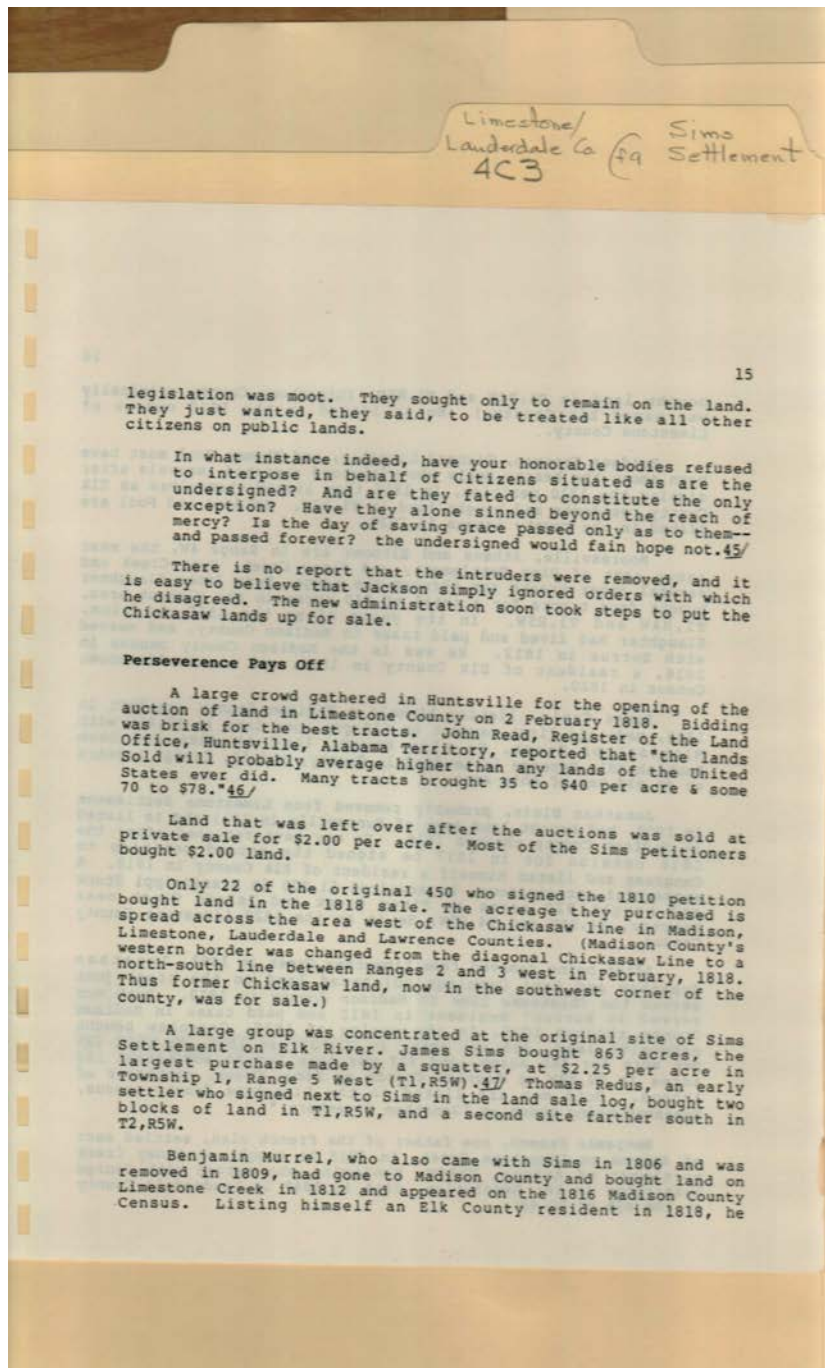 Limestone/
Lauderdale Co
4C3
fa
Sims
Settlement
15
legislation was moot.  They sought only to remain on the land.
They just wanted, they said, to be treated like all other
citizens on public lands.
In what instance indeed, have your honorable bodies refused
to interpose in behalf of Citizens situated as are the
undersigned?  And are they fated to constitute the only
exception?  Have they alone sinned beyond the reach of
mercy?  Is the day of saving grace passed only as to them--
and passed forever?  the undersigned would fain hope not.45/
There is no report that the intruders were removed, and it
is easy to believe that Jackson simply ignored orders with which
he disagreed.  The new administration soon took steps to put the
Chickasaw lands up for sale.
Perseverence Pays Off
A large crowd gathered in Huntsville for the opening of the
auction of land in Limestone County on 2 February 1818.  Bidding
was brisk for the best tracts.  John Read, Register of the Land
Office, Huntsville, Alabama Territory, reported that "the lands
Sold will probably average higher than any lands of the United
States ever did.  Many tracts brought 35 to $40 per acre & some
70 to $78."46/
Land that was left over after the auctions was sold at
private sale for $2.00 per acre.  Most of the Sims petitioners
bought $2.00 land.
Only 22 of the original 450 who signed the 1810 petition
bought land in the 1818 sale. The acreage they purchased is
spread across the area west of the Chickasaw line in Madison,
Limestone, Lauderdale and Lawrence Counties.  (Madison County's
western border was changed from the diagonal Chickasaw Line to a
north-south line between Ranges 2 and 3 west in February, 1818.
Thus former Chickasaw land, now in the southwest corner of the
county, was for sale.)
A large group was concentrated at the original site of Sims
Settlement on Elk River. James Sims bought 863 acres, the
largest purchase made by a squatter, at $2.25 per acre in
Township 1, Range 5 West (T1,R5W).47/ Thomas Redus, an early
settler who signed next to Sims in the land sale log, bought two
blocks of land in T1,R5W, and a second site farther south in
T2,R5W.
Benjamin Murrel, who also came with Sims in 1806 and was
removed in 1809, had gone to Madison County and bought land on
Limestone Creek in 1812 and appeared on the 1816 Madison County
Census.  Listing himself an Elk County resident in 1818, he